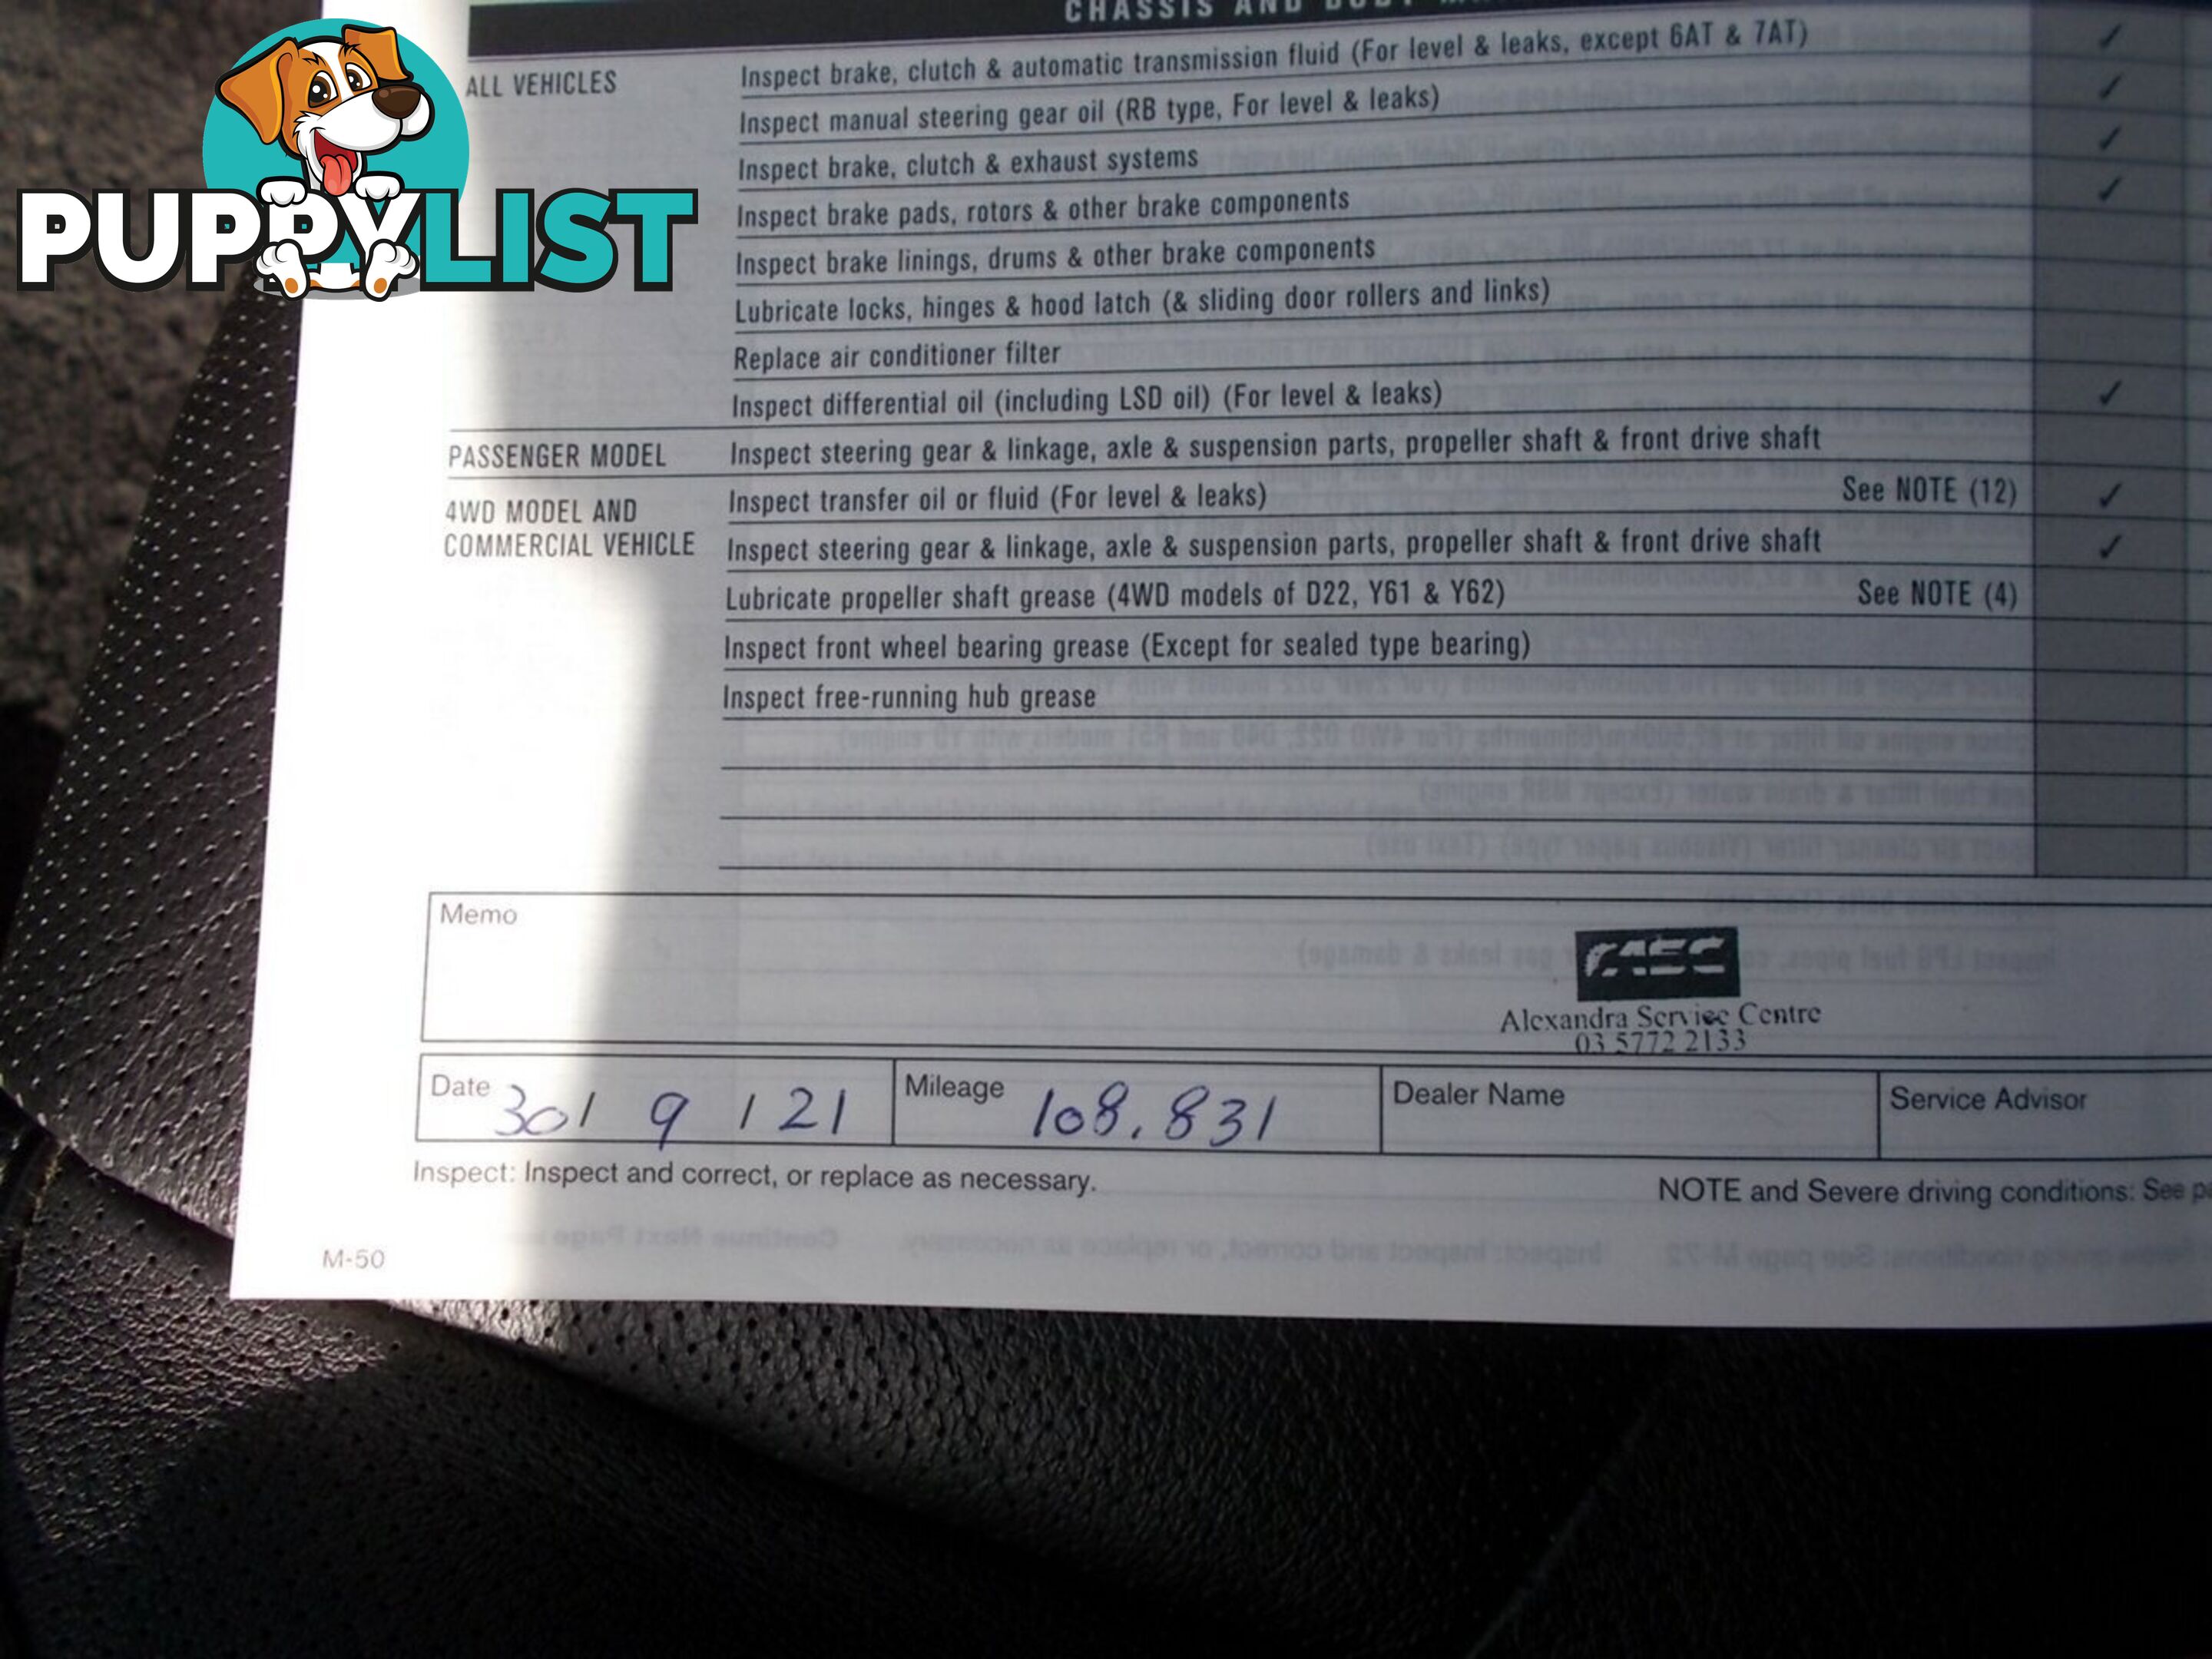 PUPPYLIST
CHASSIS AND
ALL VEHICLES
Inspect brake, clutch & automatic transmission fluid (For level & leaks, except 6AT & 7AT) ✓
Inspect manual steering gear oil (RB type, For level & leaks) ✓
Inspect brake, clutch & exhaust systems ✓
Inspect brake pads, rotors & other brake components ✓
Inspect brake linings, drums & other brake components
Lubricate locks, hinges & hood latch (& sliding door rollers and links)
Replace air conditioner filter
Inspect differential oil (including LSD oil) (For level & leaks) ✓
PASSENGER MODEL
Inspect steering gear & linkage, axle & suspension parts, propeller shaft & front drive shaft
4WD MODEL AND
COMMERCIAL VEHICLE
Inspect transfer oil or fluid (For level & leaks) See NOTE (12) ✓
Inspect steering gear & linkage, axle & suspension parts, propeller shaft & front drive shaft ✓
Lubricate propeller shaft grease (4WD models of D22, Y61 & Y62) See NOTE (4)
Inspect front wheel bearing grease (Except for sealed type bearing)
Inspect free-running hub grease
Memo
ASC
Alexandra Service Centre
03 5772 2133
Date 30/ 9 / 21
Mileage 108,831
Dealer Name
Service Advisor
Inspect: Inspect and correct, or replace as necessary.
NOTE and Severe driving conditions: See
M-50